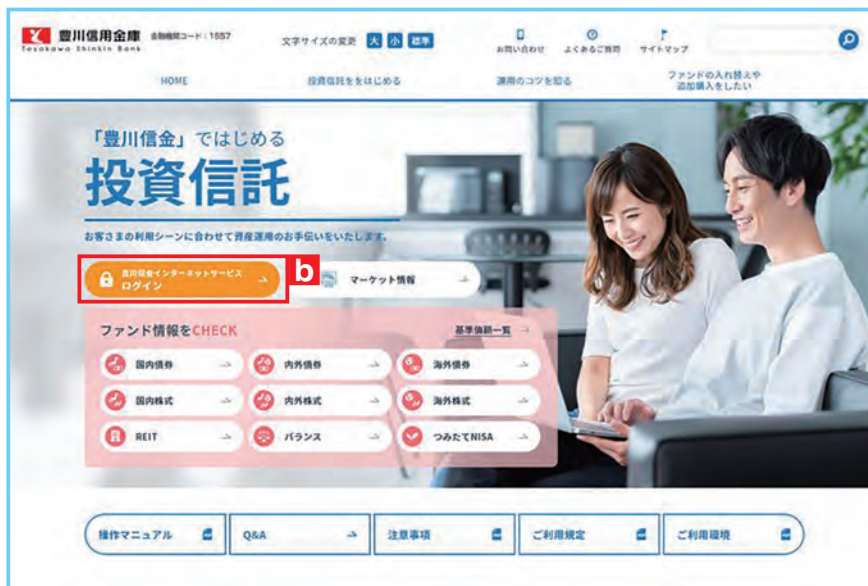 豊川信用金庫 金融機関コード:1557
Toyokawa Shinkin Bank
文字サイズの変更 大 小 標準
お問い合わせ よくあるご質問 サイトマップ
HOME
投資信託をはじめる
運用のコツを知る
ファンドの入れ替えや
追加購入をしたい
「豊川信金」ではじめる
投資信託
お客さまの利用シーンに合わせて資産運用のお手伝いをいたします。
豊川信金インターネットサービス
ログイン
b
マーケット情報
ファンド情報をCHECK
基準価額一覧
国内債券 内外債券 海外債券
国内株式 内外株式 海外株式
REIT バランス つみたてNISA
操作マニュアル Q&A 注意事項 ご利用規定 ご利用環境